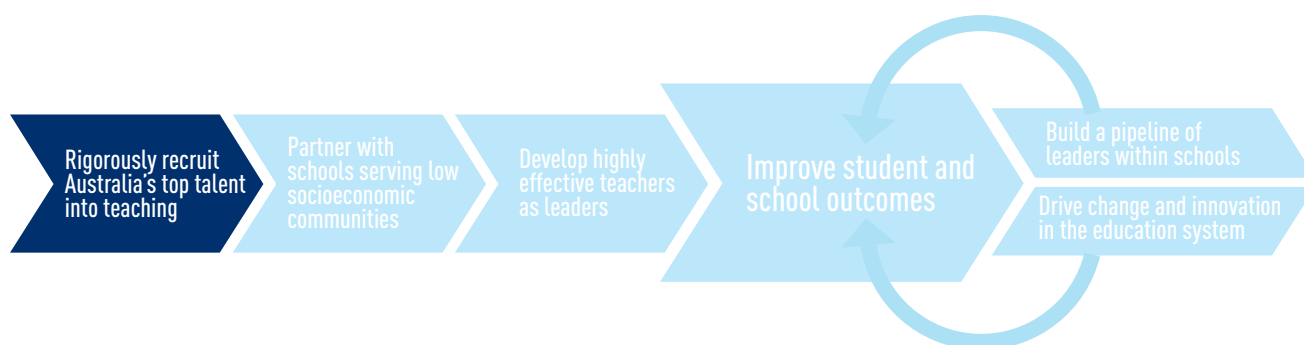 Rigorously recruit
Australia's top talent
into teaching
Partner with
schools serving low
socioeconomic
communities
Develop highly
effective teachers
as leaders
Improve student and
school outcomes
Build a pipeline of
leaders within schools
Drive change and innovation
in the education system